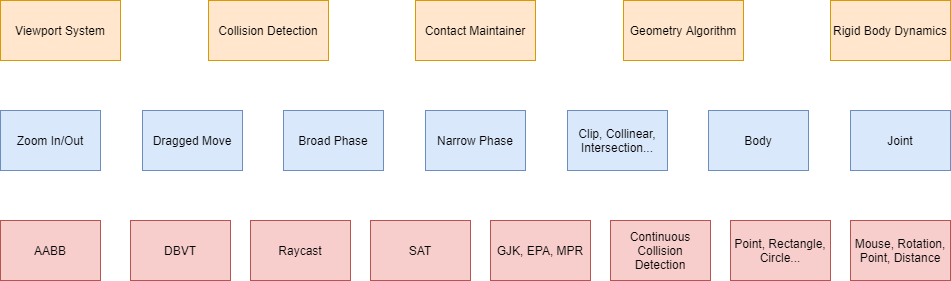 Viewport System
Collision Detection
Contact Maintainer
Geometry Algorithm
Rigid Body Dynamics
Zoom In/Out
Dragged Move
Broad Phase
Narrow Phase
Clip, Collinear,
Intersection...
Body
Joint
AABB
DBVT
Raycast
SAT
GJK, EPA, MPR
Continuous
Collision
Detection
Point, Rectangle,
Circle...
Mouse, Rotation,
Point, Distance